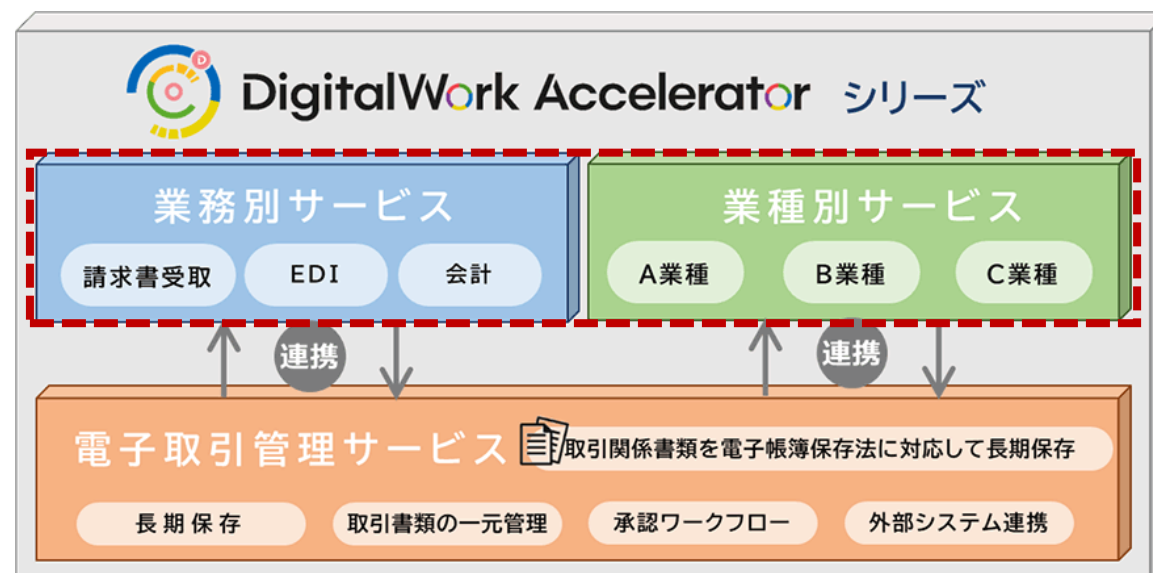 D
DigitalWork Accelerator シリーズ
業務別サービス
請求書受取 EDI 会計
業種別サービス
A業種 B業種 C業種
連携 連携
電子取引管理サービス 取引関係書類を電子帳簿保存法に対応して長期保存
長期保存 取引書類の一元管理 承認ワークフロー 外部システム連携